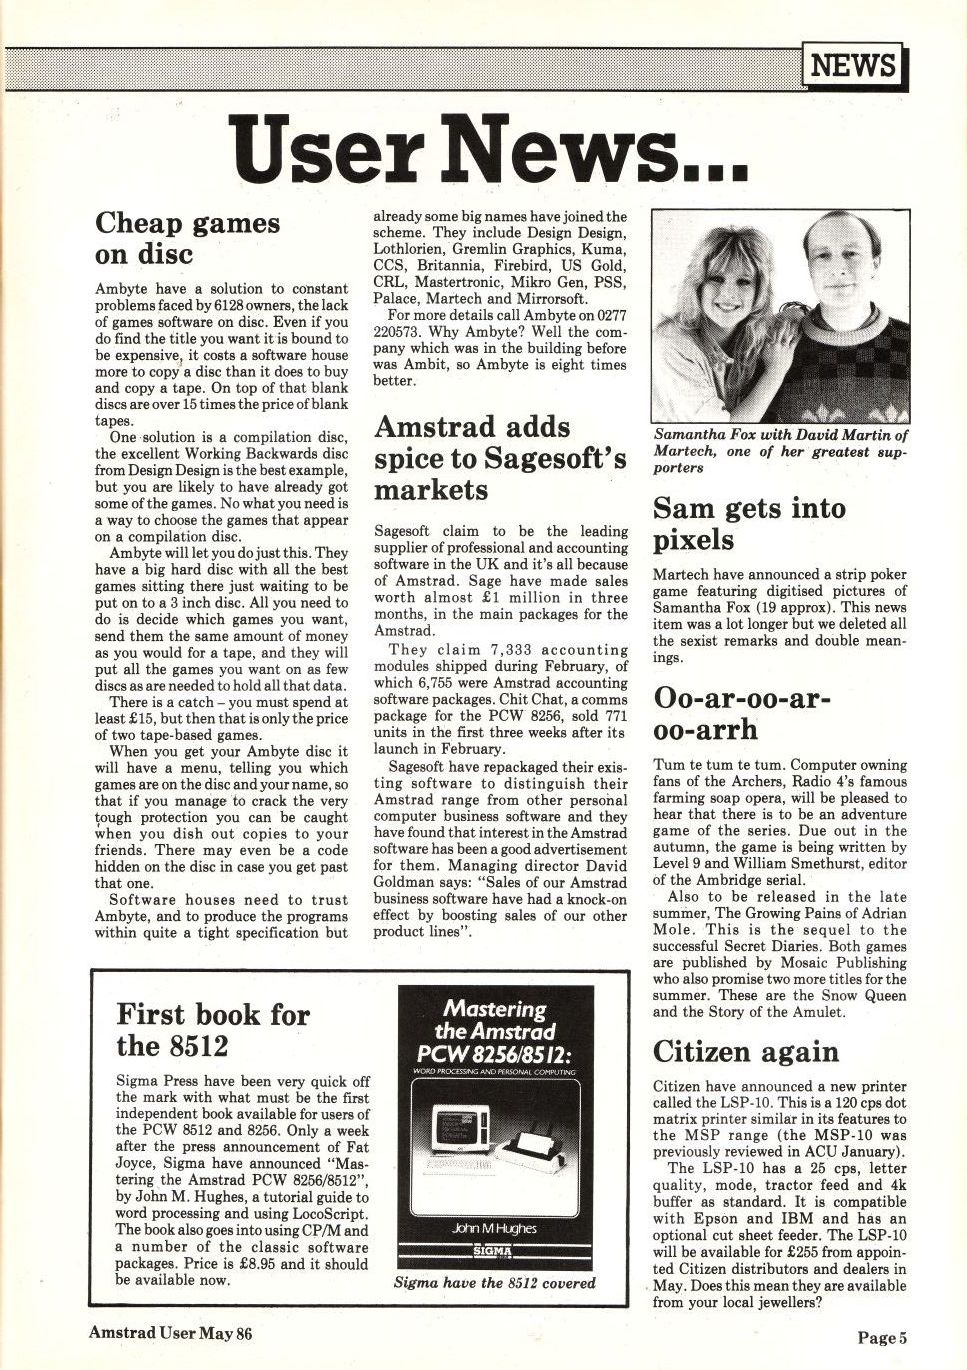 NEWS
User News...
Cheap games
on disc
Ambyte have a solution to constant
problems faced by 6128 owners, the lack
of games software on disc. Even if you
do find the title you want it is bound to
be expensive, it costs a software house
more to copy a disc than it does to buy
and copy a tape. On top of that blank
discs are over 15 times the price of blank
tapes.
One solution is a compilation disc,
the excellent Working Backwards disc
from Design Design is the best example,
but you are likely to have already got
some of the games. No what you need is
a way to choose the games that appear
on a compilation disc.
Ambyte will let you do just this. They
have a big hard disc with all the best
games sitting there just waiting to be
put on to a 3 inch disc. All you need to
do is decide which games you want,
send them the same amount of money
as you would for a tape, and they will
put all the games you want on as few
discs as are needed to hold all that data.
There is a catch – you must spend at
least £15, but then that is only the price
of two tape-based games.
When you get your Ambyte disc it
will have a menu, telling you which
games are on the disc and your name, so
that if you manage to crack the very
tough protection you can be caught
when you dish out copies to your
friends. There may even be a code
hidden on the disc in case you get past
that one.
Software houses need to trust
Ambyte, and to produce the programs
within quite a tight specification but
already some big names have joined the
scheme. They include Design Design,
Lothlorien, Gremlin Graphics, Kuma,
CCS, Britannia, Firebird, US Gold,
CRL, Mastertronic, Mikro Gen, PSS,
Palace, Martech and Mirrorsoft.
For more details call Ambyte on 0277
220573. Why Ambyte? Well the com-
pany which was in the building before
was Ambit, so Ambyte is eight times
better.
Amstrad adds
spice to Sagesoft's
markets
Sagesoft claim to be the leading
supplier of professional and accounting
software in the UK and it's all because
of Amstrad. Sage have made sales
worth almost £1 million in three
months, in the main packages for the
Amstrad.
They claim 7,333 accounting
modules shipped during February, of
which 6,755 were Amstrad accounting
software packages. Chit Chat, a comms
package for the PCW 8256, sold 771
units in the first three weeks after its
launch in February.
Sagesoft have repackaged their exis-
ting software to distinguish their
Amstrad range from other personal
computer business software and they
have found that interest in the Amstrad
software has been a good advertisement
for them. Managing director David
Goldman says: "Sales of our Amstrad
business software have had a knock-on
effect by boosting sales of our other
product lines".
Samantha Fox with David Martin of
Martech, one of her greatest sup-
porters
Sam gets into
pixels
Martech have announced a strip poker
game featuring digitised pictures of
Samantha Fox (19 approx). This news
item was a lot longer but we deleted all
the sexist remarks and double mean-
ings.
Oo-ar-oo-ar-
oo-arrh
Tum te tum te tum. Computer owning
fans of the Archers, Radio 4's famous
farming soap opera, will be pleased to
hear that there is to be an adventure
game of the series. Due out in the
autumn, the game is being written by
Level 9 and William Smethurst, editor
of the Ambridge serial.
Also to be released in the late
summer, The Growing Pains of Adrian
Mole. This is the sequel to the
successful Secret Diaries. Both games
are published by Mosaic Publishing
who also promise two more titles for the
summer. These are the Snow Queen
and the Story of the Amulet.
Citizen again
Citizen have announced a new printer
called the LSP-10. This is a 120 cps dot
matrix printer similar in its features to
the MSP range (the MSP-10 was
previously reviewed in ACU January).
The LSP-10 has a 25 cps, letter
quality, mode, tractor feed and 4k
buffer as standard. It is compatible
with Epson and IBM and has an
optional cut sheet feeder. The LSP-10
will be available for £255 from appoin-
ted Citizen distributors and dealers in
May. Does this mean they are available
from your local jewellers?
First book for
the 8512
Sigma Press have been very quick off
the mark with what must be the first
independent book available for users of
the PCW 8512 and 8256. Only a week
after the press announcement of Fat
Joyce, Sigma have announced "Mas-
tering the Amstrad PCW 8256/8512",
by John M. Hughes, a tutorial guide to
word processing and using LocoScript.
The book also goes into using CP/M and
a number of the classic software
packages. Price is £8.95 and it should
be available now.
Mastering
the Amstrad
PCW 8256/8512:
WORD PROCESSING AND PERSONAL COMPUTING
John M Hughes
SIGMA
Sigma have the 8512 covered
Amstrad User May 86
Page 5